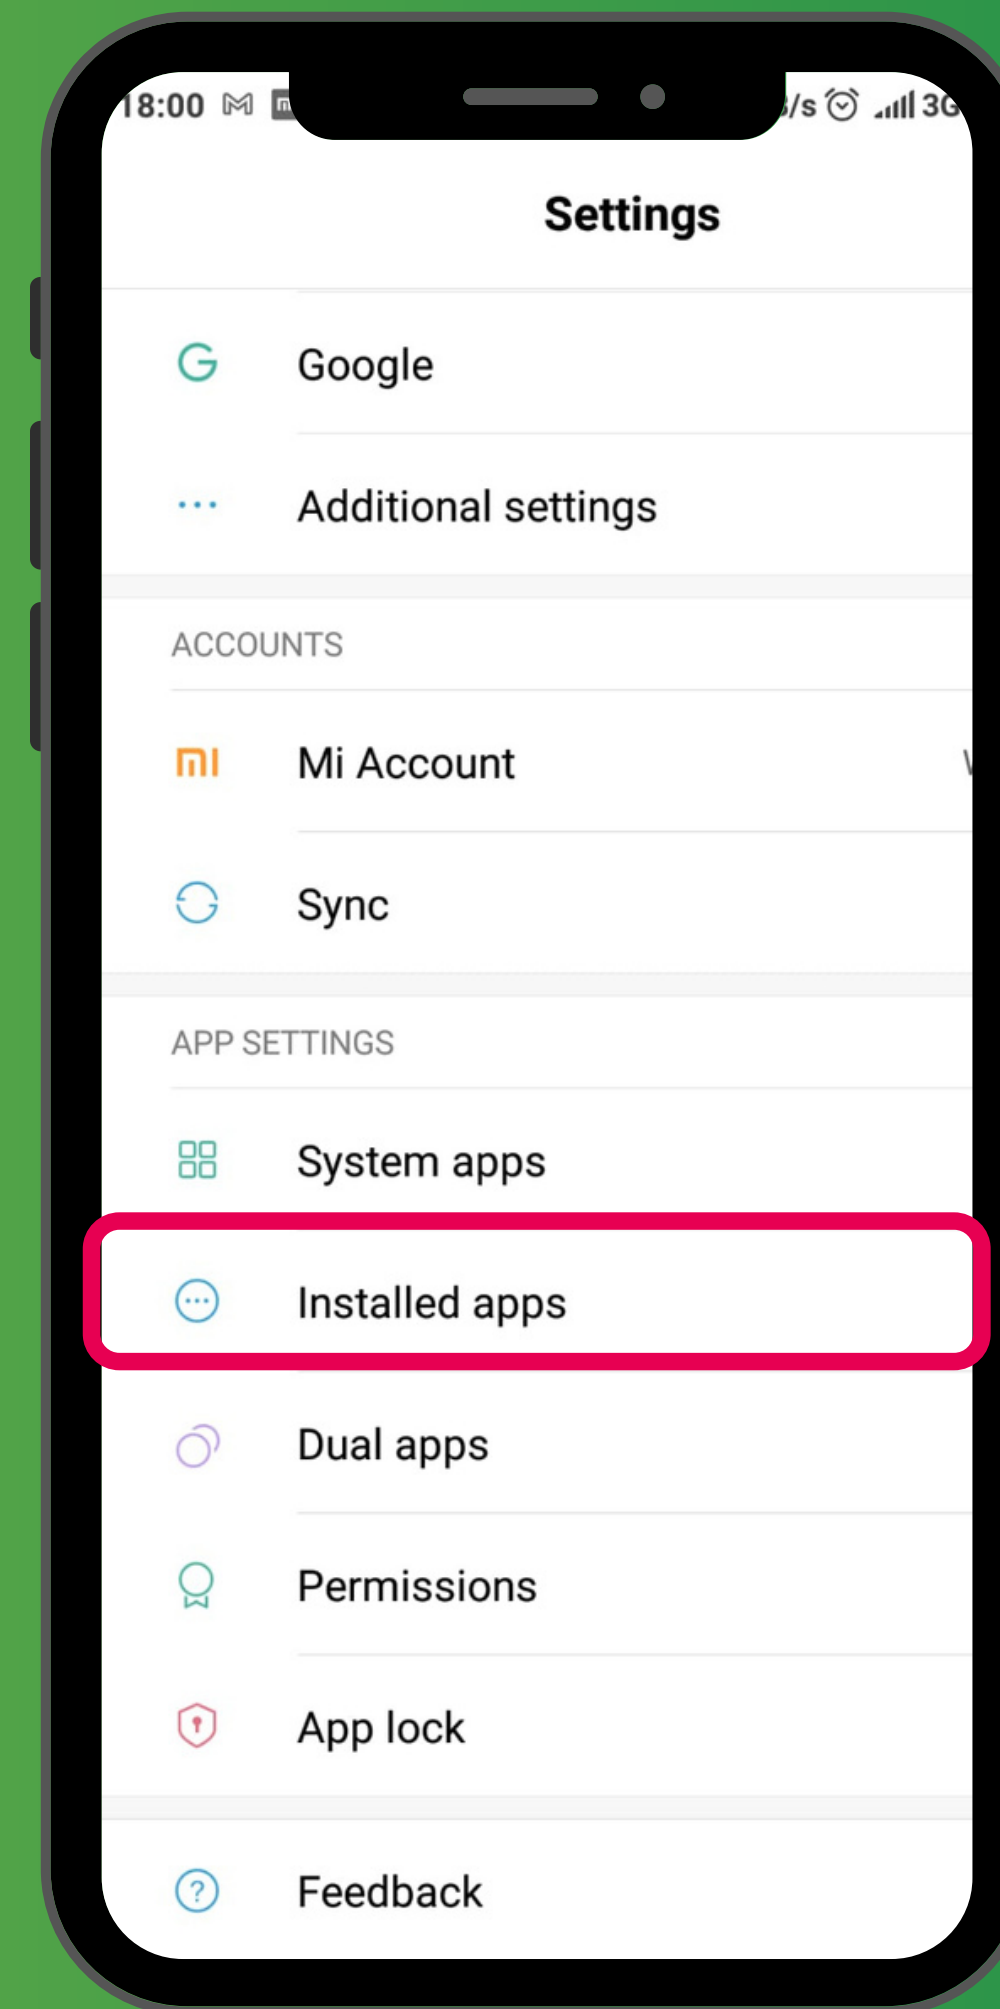 18:00 /s 3G
Settings
Google
Additional settings
ACCOUNTS
Mi Account
Sync
APP SETTINGS
System apps
Installed apps
Dual apps
Permissions
App lock
Feedback